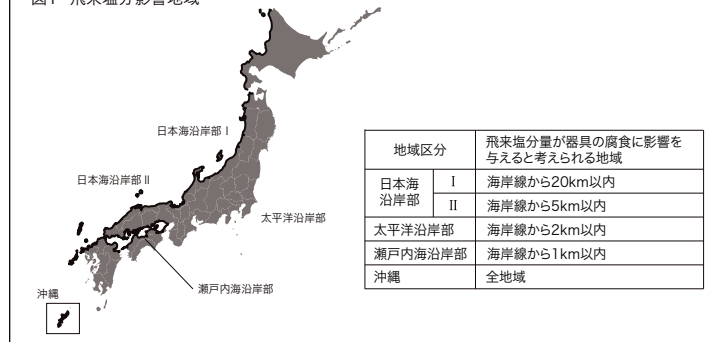 図1 飛来塩分影響地域
日本海沿岸部Ⅰ
日本海沿岸部Ⅱ
太平洋沿岸部
瀬戸内海沿岸部
沖縄
地域区分
飛来塩分量が器具の腐食に影響を
与えると考えられる地域
日本海
沿岸部
Ⅰ
海岸線から20km以内
Ⅱ
海岸線から5km以内
太平洋沿岸部
海岸線から2km以内
瀬戸内海沿岸部
海岸線から1km以内
沖縄
全地域